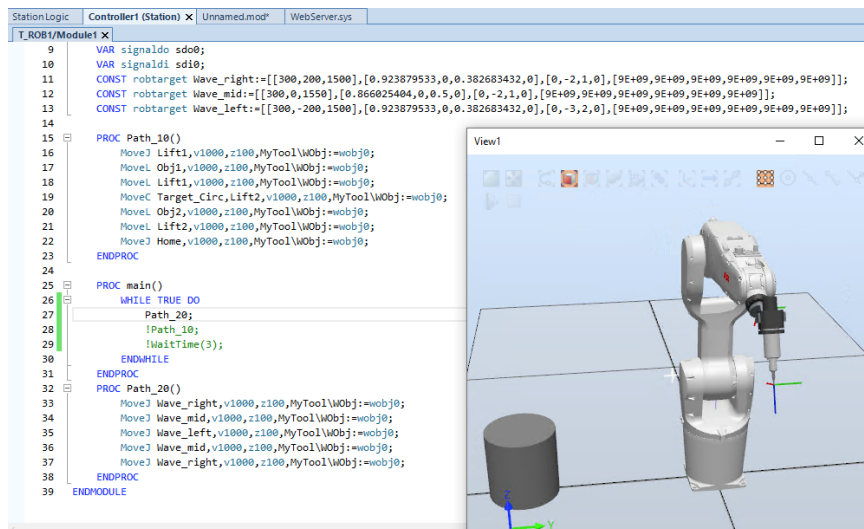 Station Logic Controller1 (Station) X Unnamed.mod* WebServer.sys
T_ROB1/Module1 X
9 VAR signaldo sdo0;
10 VAR signaldi sdi0;
11 CONST robtarget Wave_right:=[[300,200,1500],[0.923879533,0,0.382683432,0],[0,-2,1,0],[9E+09,9E+09,9E+09,9E+09,9E+09,9E+09]];
12 CONST robtarget Wave_mid:=[[300,0,1550],[0.866025404,0,0.5,0],[0,-2,1,0],[9E+09,9E+09,9E+09,9E+09,9E+09,9E+09]];
13 CONST robtarget Wave_left:=[[300,-200,1500],[0.923879533,0,0.382683432,0],[0,-3,2,0],[9E+09,9E+09,9E+09,9E+09,9E+09,9E+09]];
14
15 PROC Path_10()
16 MoveJ Lift1,v1000,z100,MyTool\WObj:=wobj0;
17 MoveL Obj1,v1000,z100,MyTool\WObj:=wobj0;
18 MoveL Lift1,v1000,z100,MyTool\WObj:=wobj0;
19 MoveC Target_Circ,Lift2,v1000,z100,MyTool\WObj:=wobj0;
20 MoveL Obj2,v1000,z100,MyTool\WObj:=wobj0;
21 MoveL Lift2,v1000,z100,MyTool\WObj:=wobj0;
22 MoveJ Home,v1000,z100,MyTool\WObj:=wobj0;
23 ENDPROC
24
25 PROC main()
26 WHILE TRUE DO
27 Path_20;
28 !Path_10;
29 !WaitTime(3);
30 ENDWHILE
31 ENDPROC
32 PROC Path_20()
33 MoveJ Wave_right,v1000,z100,MyTool\WObj:=wobj0;
34 MoveJ Wave_mid,v1000,z100,MyTool\WObj:=wobj0;
35 MoveJ Wave_left,v1000,z100,MyTool\WObj:=wobj0;
36 MoveJ Wave_mid,v1000,z100,MyTool\WObj:=wobj0;
37 MoveJ Wave_right,v1000,z100,MyTool\WObj:=wobj0;
38 ENDPROC
39 ENDMODULE
View1
ABB
Z
Y